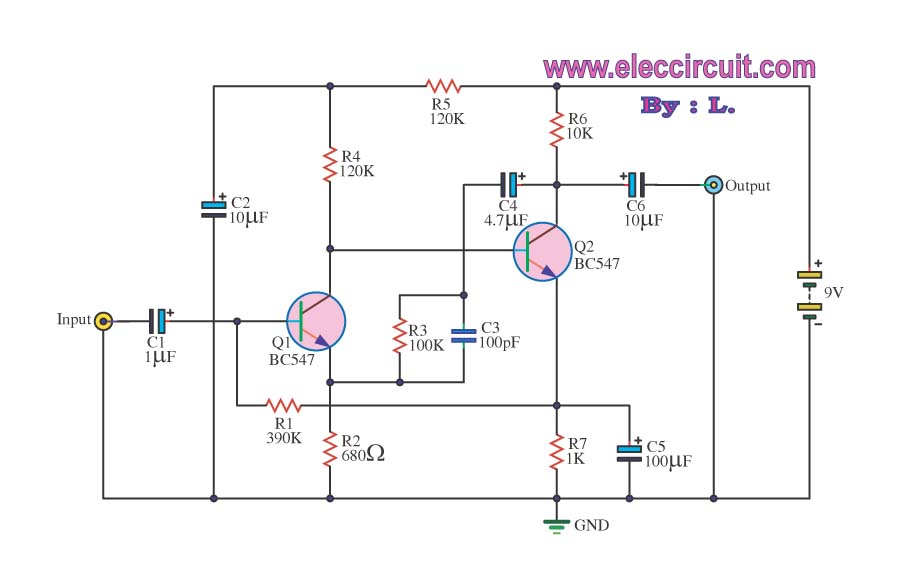 www.eleccircuit.com
By : L.
R5
120K
R6
10K
R4
120K
C2
10µF
C4
4.7µF
C6
10µF
Output
Q2
BC547
+
9V
-
Input
C1
1µF
Q1
BC547
R3
100K
C3
100pF
R1
390K
R2
680Ω
R7
1K
C5
100µF
GND